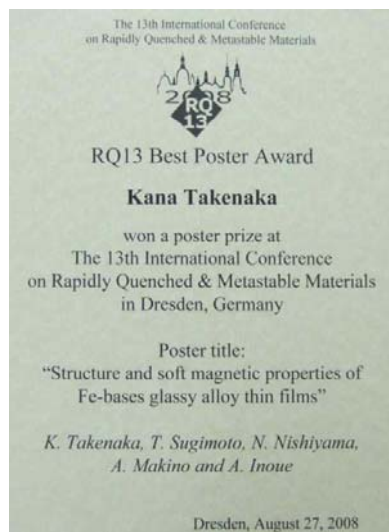 The 13th International Conference
on Rapidly Quenched & Metastable Materials
2008
RQ
13
RQ13 Best Poster Award
Kana Takenaka
won a poster prize at
The 13th International Conference
on Rapidly Quenched & Metastable Materials
in Dresden, Germany
Poster title:
“Structure and soft magnetic properties of
Fe-bases glassy alloy thin films”
K. Takenaka, T. Sugimoto, N. Nishiyama,
A. Makino and A. Inoue
Dresden, August 27, 2008